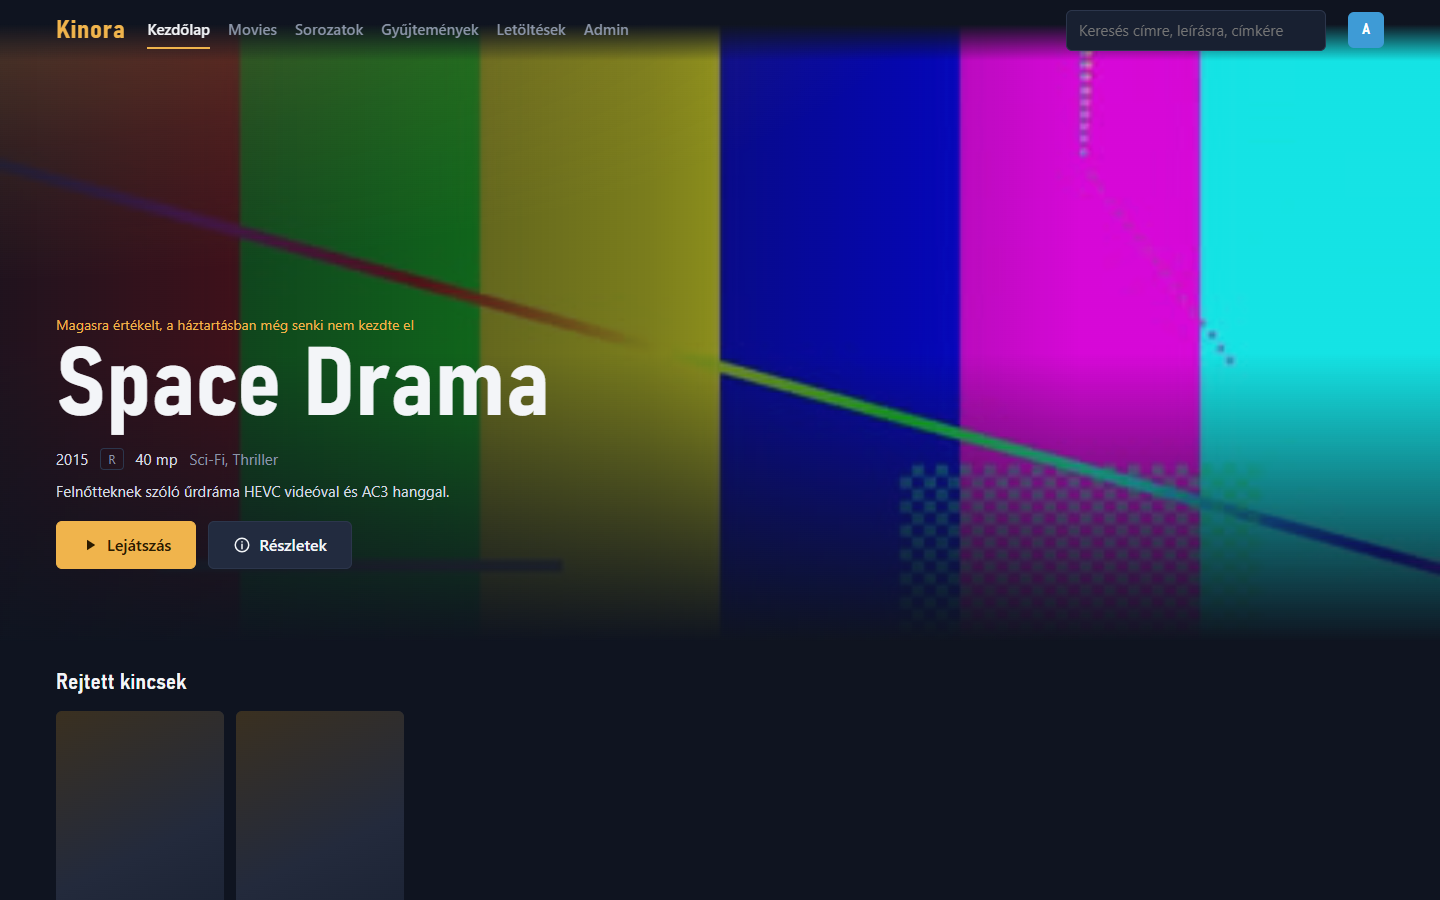 Kinora Kezdőlap Movies Sorozatok Gyűjtemények Letöltések Admin Keresés címre, leírásra, címkére A
Magasra értékelt, a háztartásban még senki nem kezdte el
Space Drama
2015 R 40 mp Sci-Fi, Thriller
Felnőtteknek szóló űrdráma HEVC videóval és AC3 hanggal.
Lejátszás Részletek
Rejtett kincsek